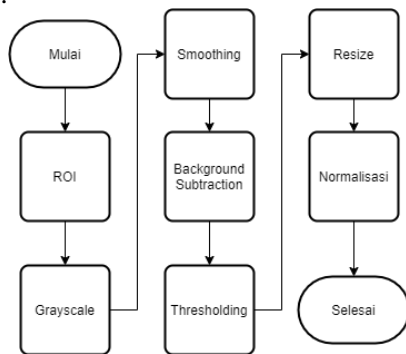 Mulai
ROI
Grayscale
Smoothing
Background
Subtraction
Thresholding
Resize
Normalisasi
Selesai